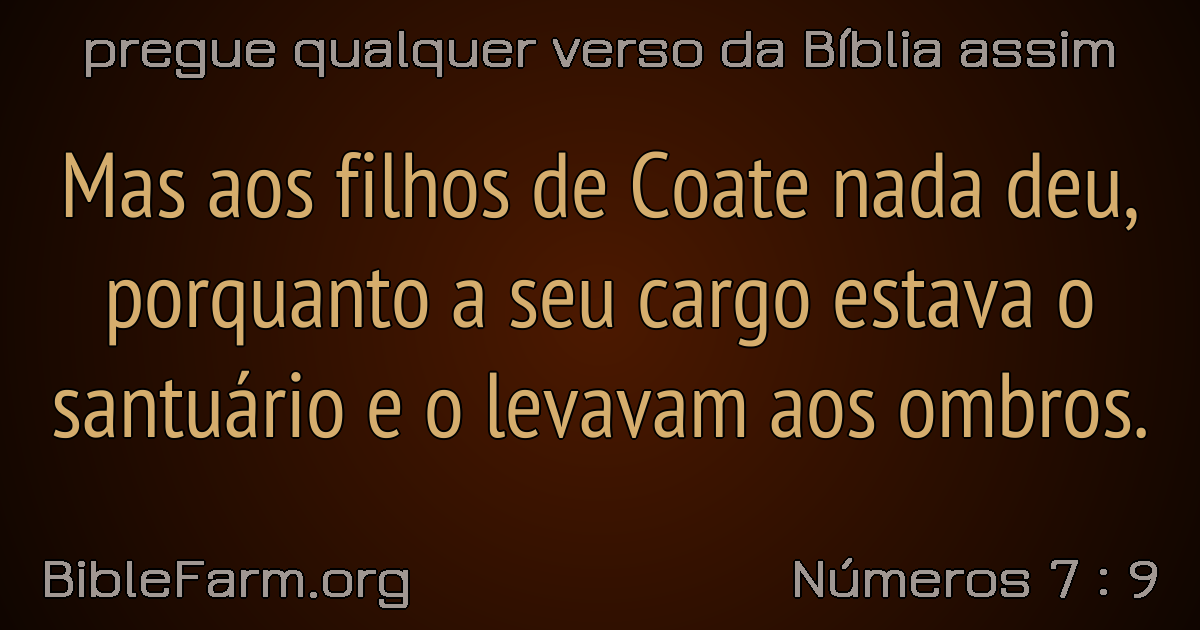 pregue qualquer verso da Bíblia assim
Mas aos filhos de Coate nada deu,
porquanto a seu cargo estava o
santuário e o levavam aos ombros.
BibleFarm.org
Números 7 : 9